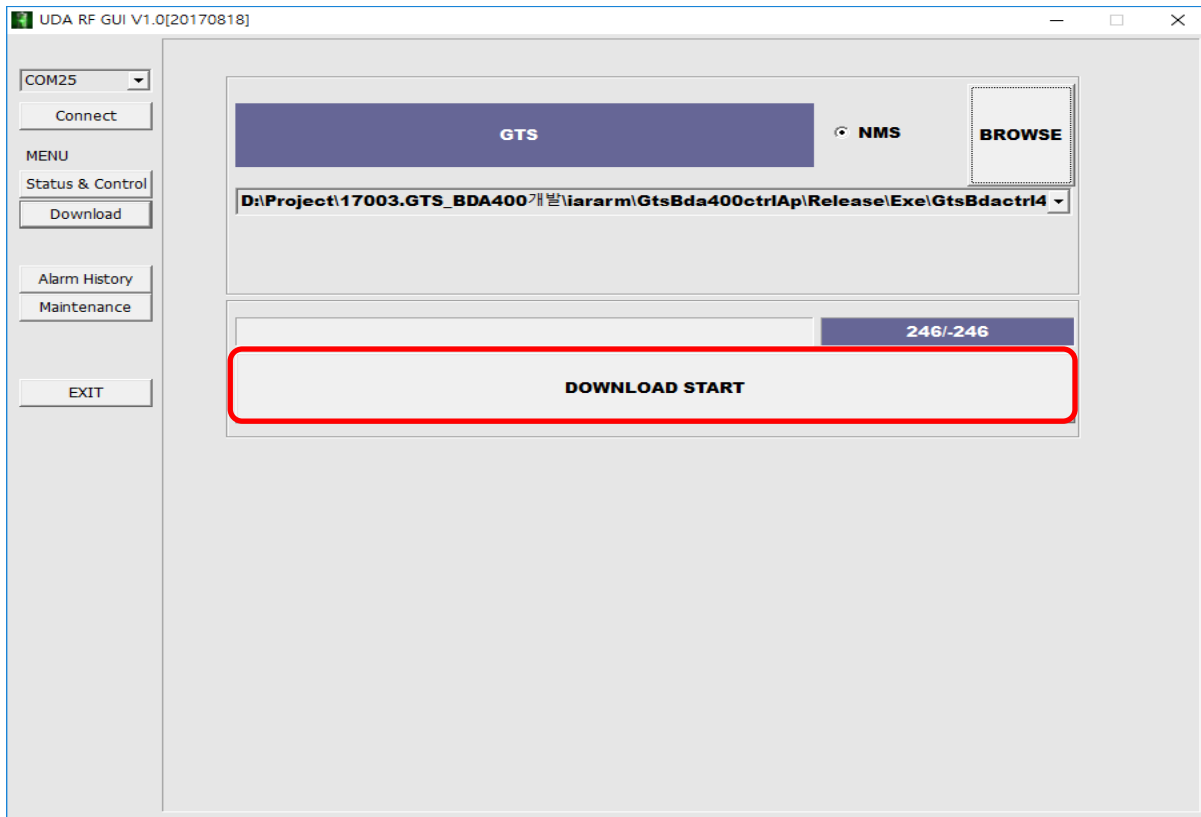 UDA RF GUI V1.0[20170818]
COM25
Connect
MENU
Status & Control
Download
Alarm History
Maintenance
EXIT
GTS
NMS
BROWSE
D:\Project\17003.GTS_BDA400개발\iararm\GtsBda400ctrlAp\Release\Exe\GtsBdactrl4
246/-246
DOWNLOAD START